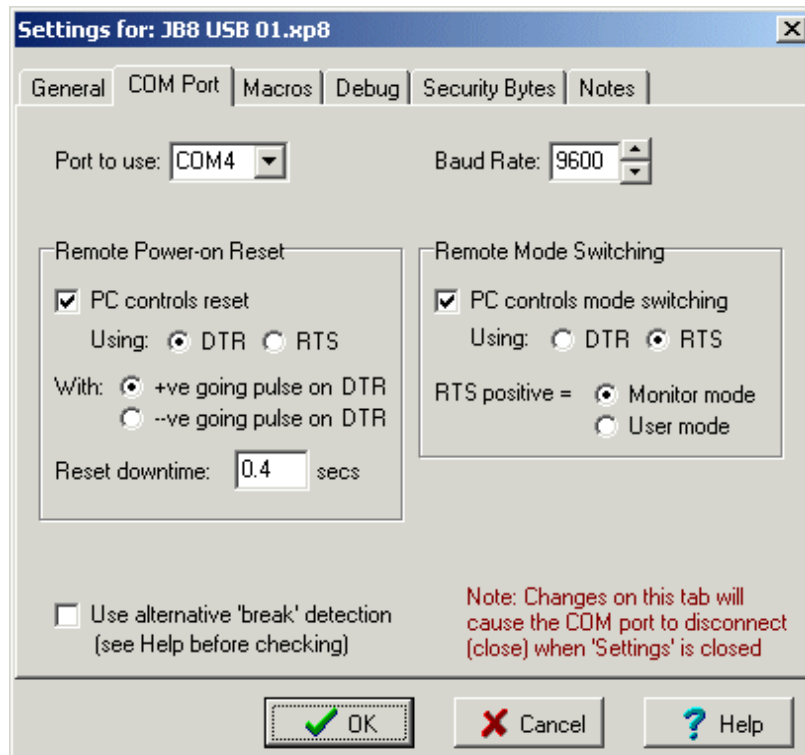 Settings for: JB8 USB 01.xp8
General COM Port Macros Debug Security Bytes Notes
Port to use: COM4 Baud Rate: 9600
Remote Power-on Reset
PC controls reset
Using: DTR RTS
With: +ve going pulse on DTR
--ve going pulse on DTR
Reset downtime: 0.4 secs
Remote Mode Switching
PC controls mode switching
Using: DTR RTS
RTS positive = Monitor mode
User mode
Use alternative 'break' detection
(see Help before checking)
Note: Changes on this tab will
cause the COM port to disconnect
(close) when 'Settings' is closed
OK Cancel Help